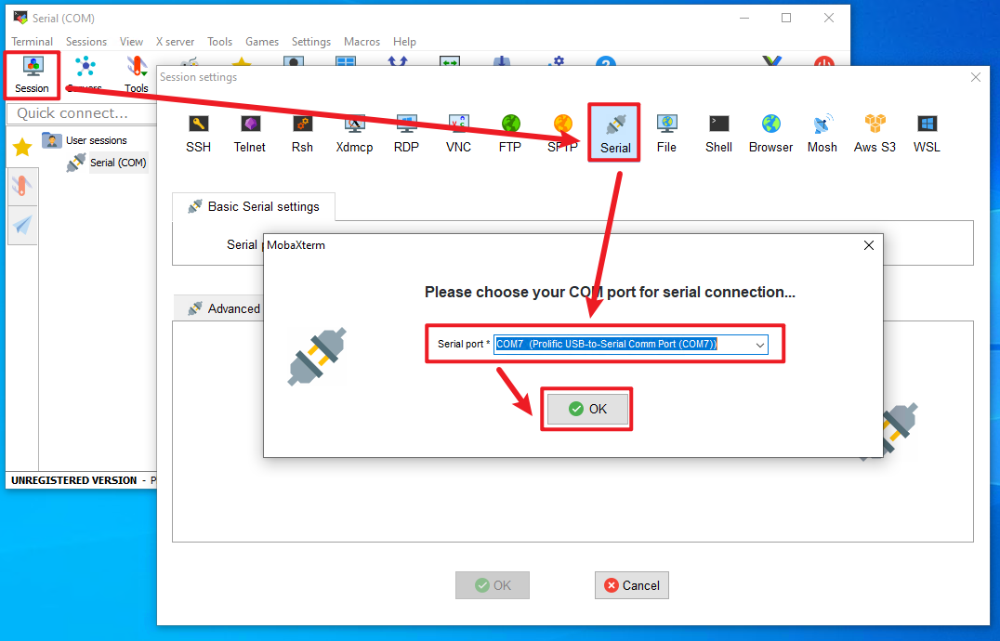 Serial (COM)
Terminal Sessions View X server Tools Games Settings Macros Help
Session Servers Tools
Session settings
Quick connect...
SSH Telnet Rsh Xdmcp RDP VNC FTP SFTP Serial File Shell Browser Mosh Aws S3 WSL
User sessions
Serial (COM)
Basic Serial settings
Serial
MobaXterm
Please choose your COM port for serial connection...
Advanced
Serial port * COM7 (Prolific USB-to-Serial Comm Port (COM7))
OK
UNREGISTERED VERSION - P
OK Cancel